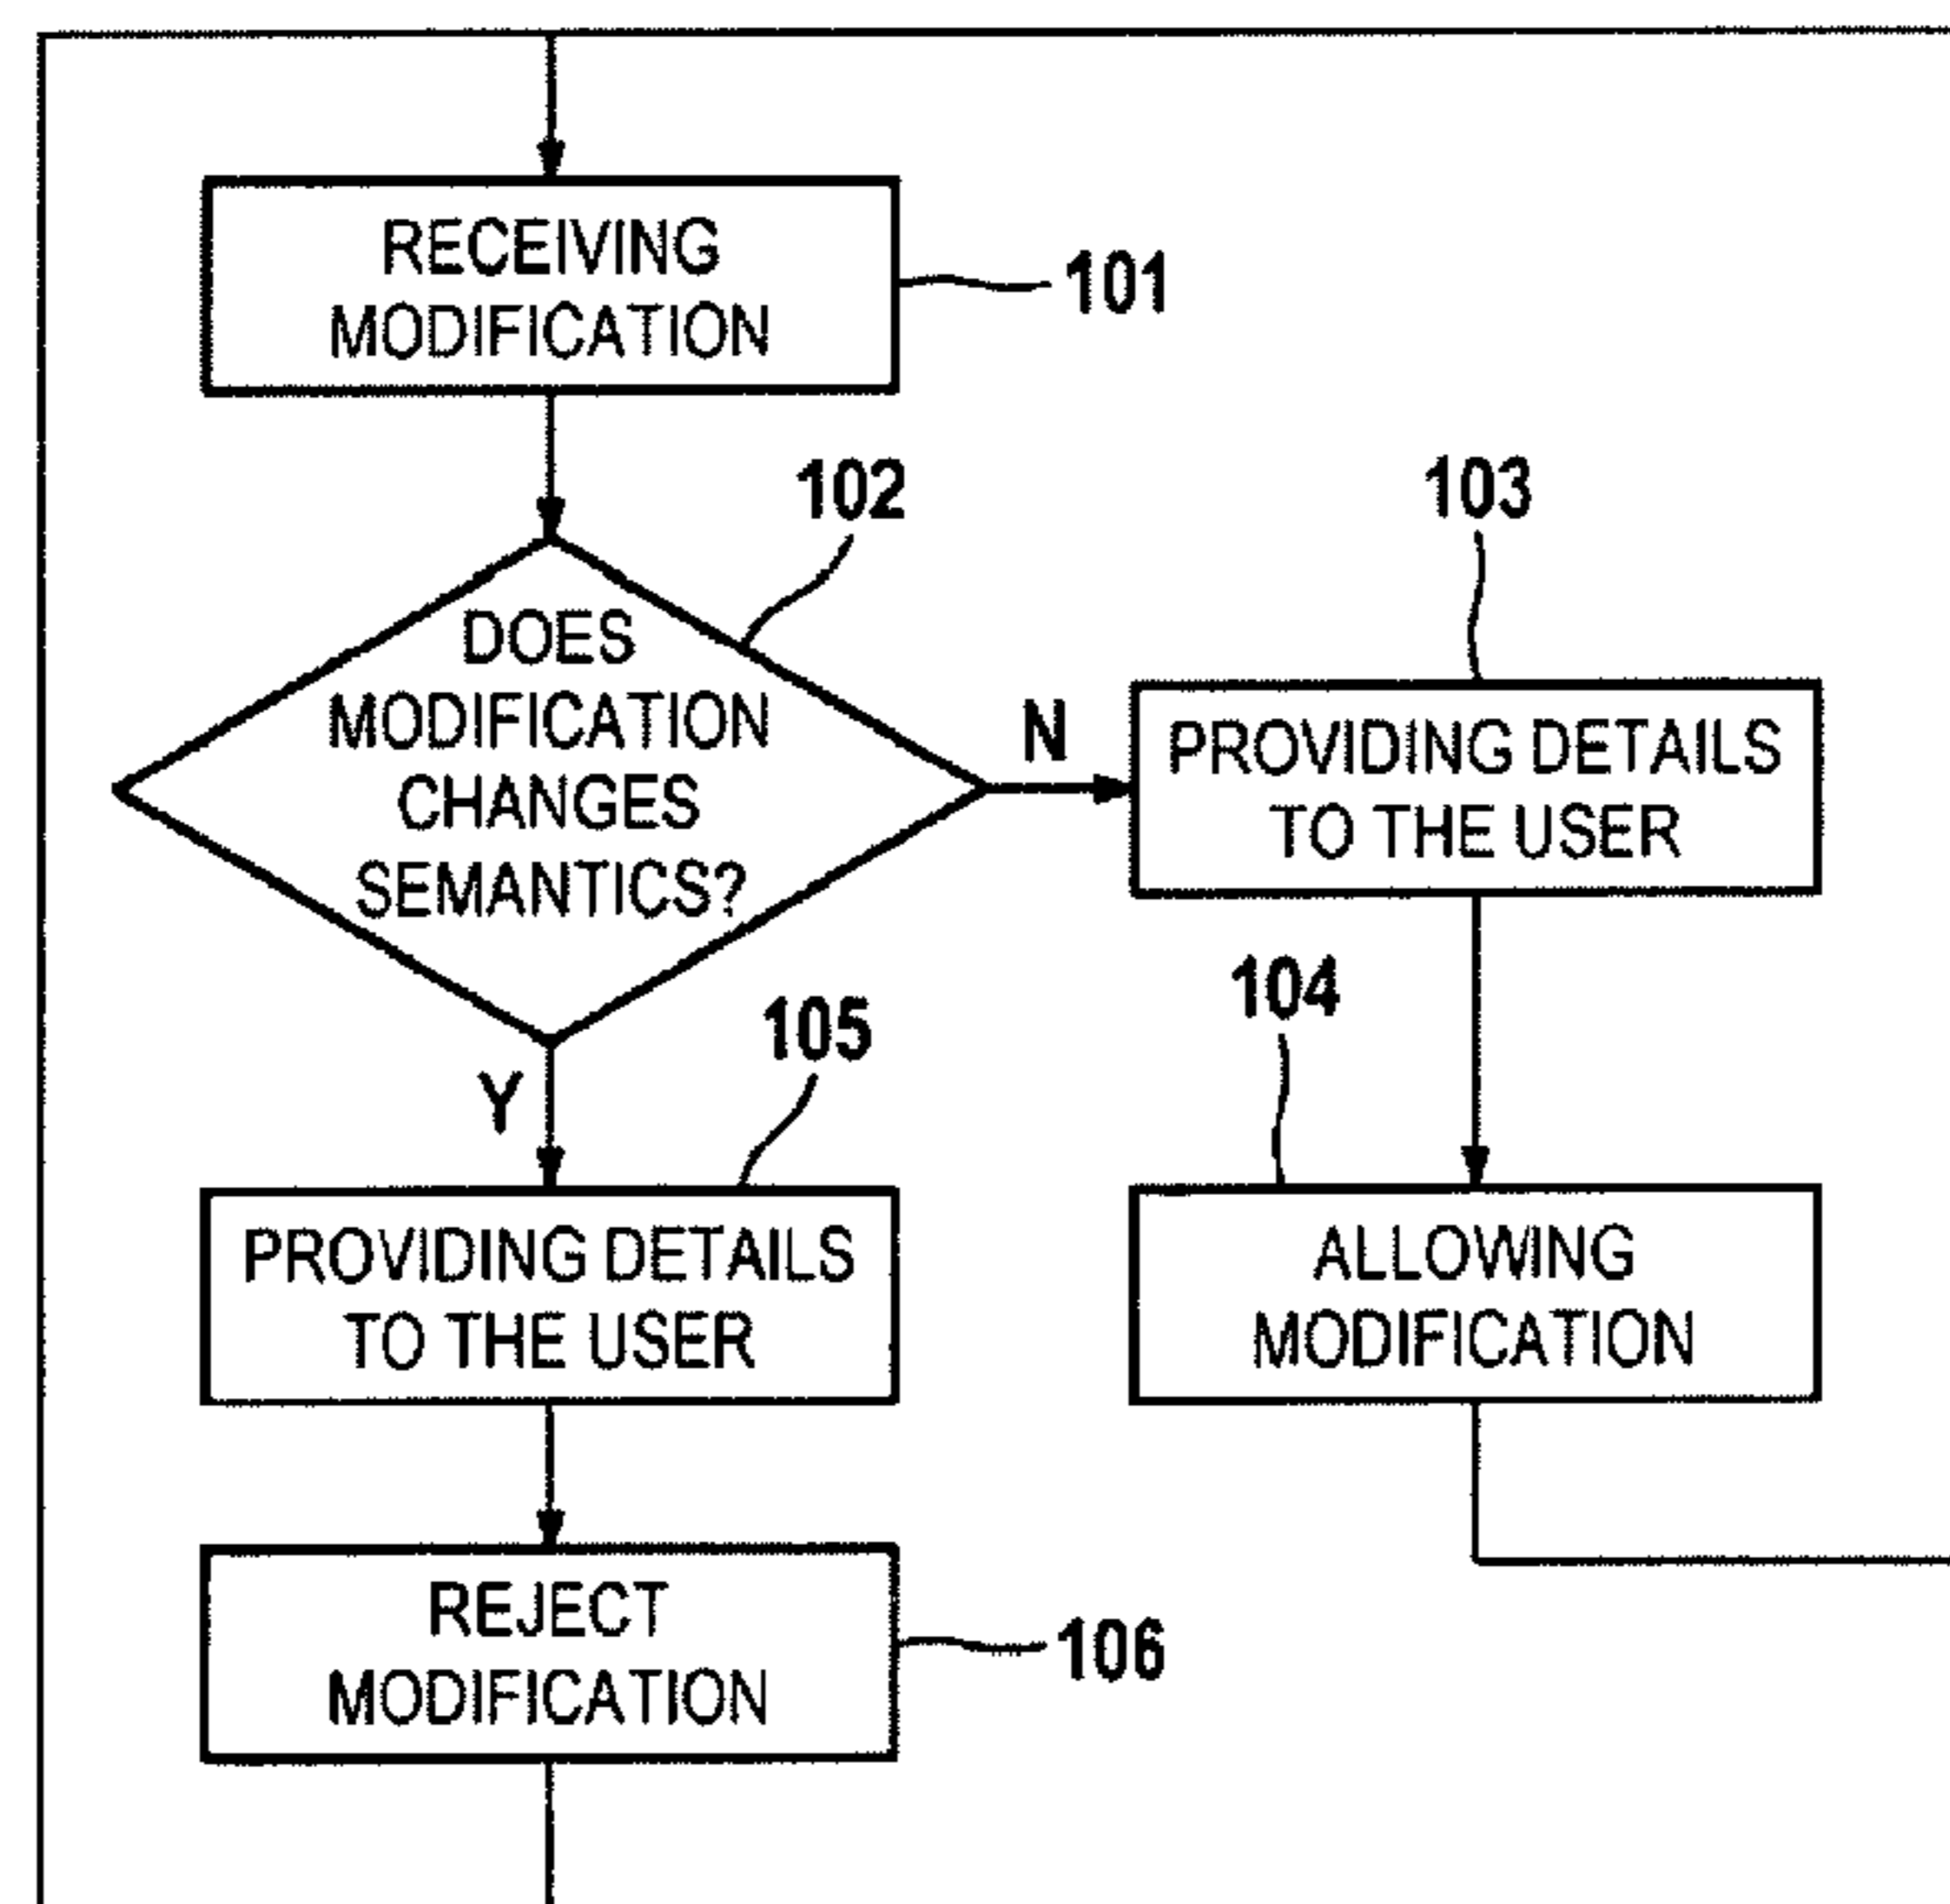 RECEIVING
MODIFICATION
101
102
DOES
MODIFICATION
CHANGES
SEMANTICS?
N
103
PROVIDING DETAILS
TO THE USER
104
ALLOWING
MODIFICATION
Y
105
PROVIDING DETAILS
TO THE USER
REJECT
MODIFICATION
106